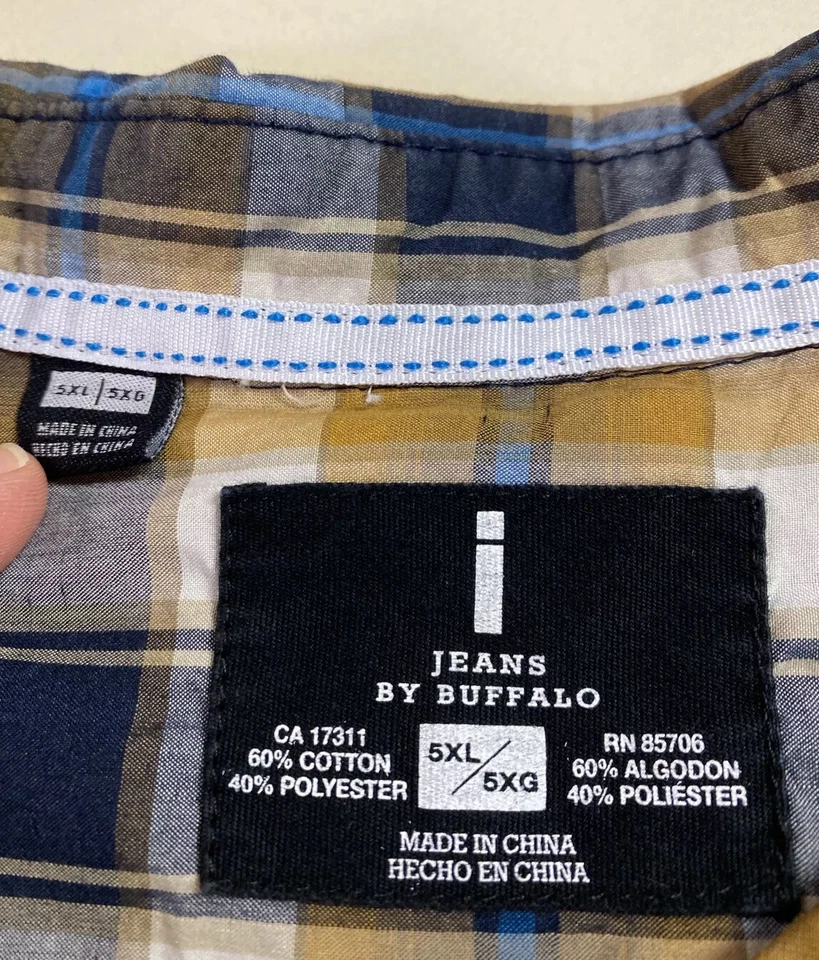 5XL | 5XG
MADE IN CHINA
HECHO EN CHINA
i
JEANS
BY BUFFALO
CA 17311
60% COTTON
40% POLYESTER
5XL/5XG
RN 85706
60% ALGODON
40% POLIÉSTER
MADE IN CHINA
HECHO EN CHINA